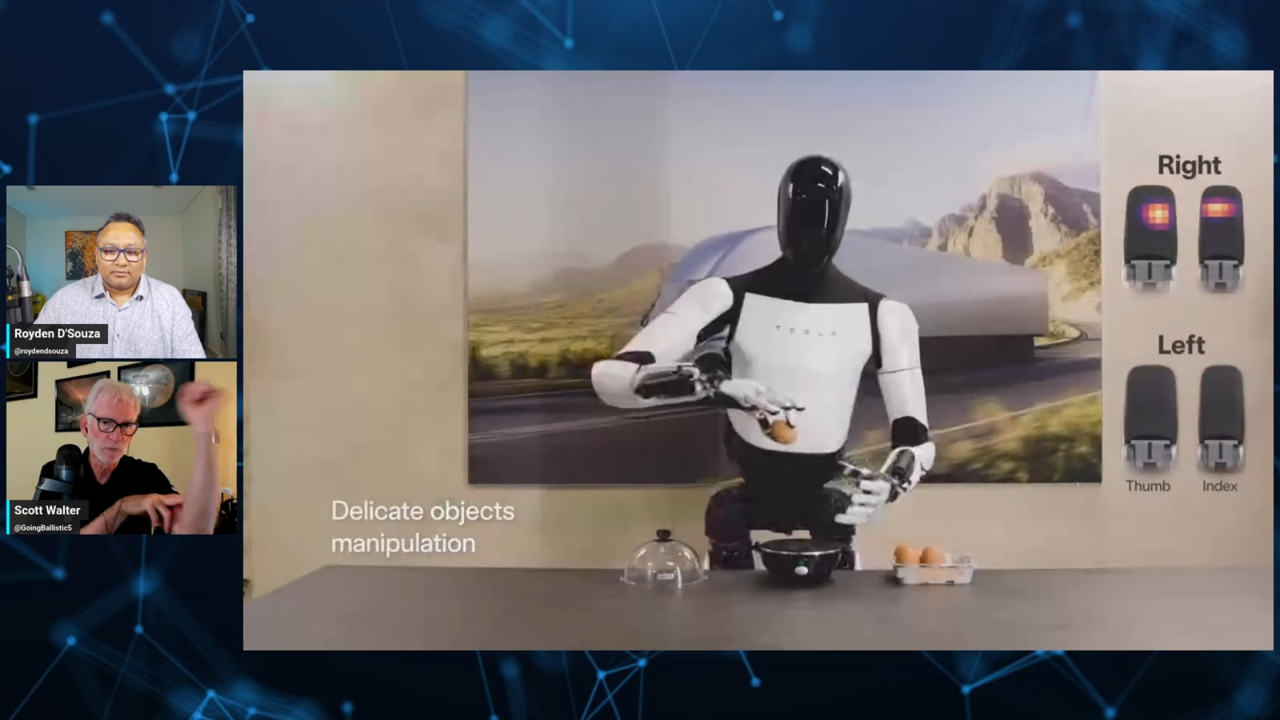 Royden D'Souza
@roydendsouza
Scott Walter
@GoingBallistic5
TESLA
Delicate objects
manipulation
Right
Left
Thumb
Index